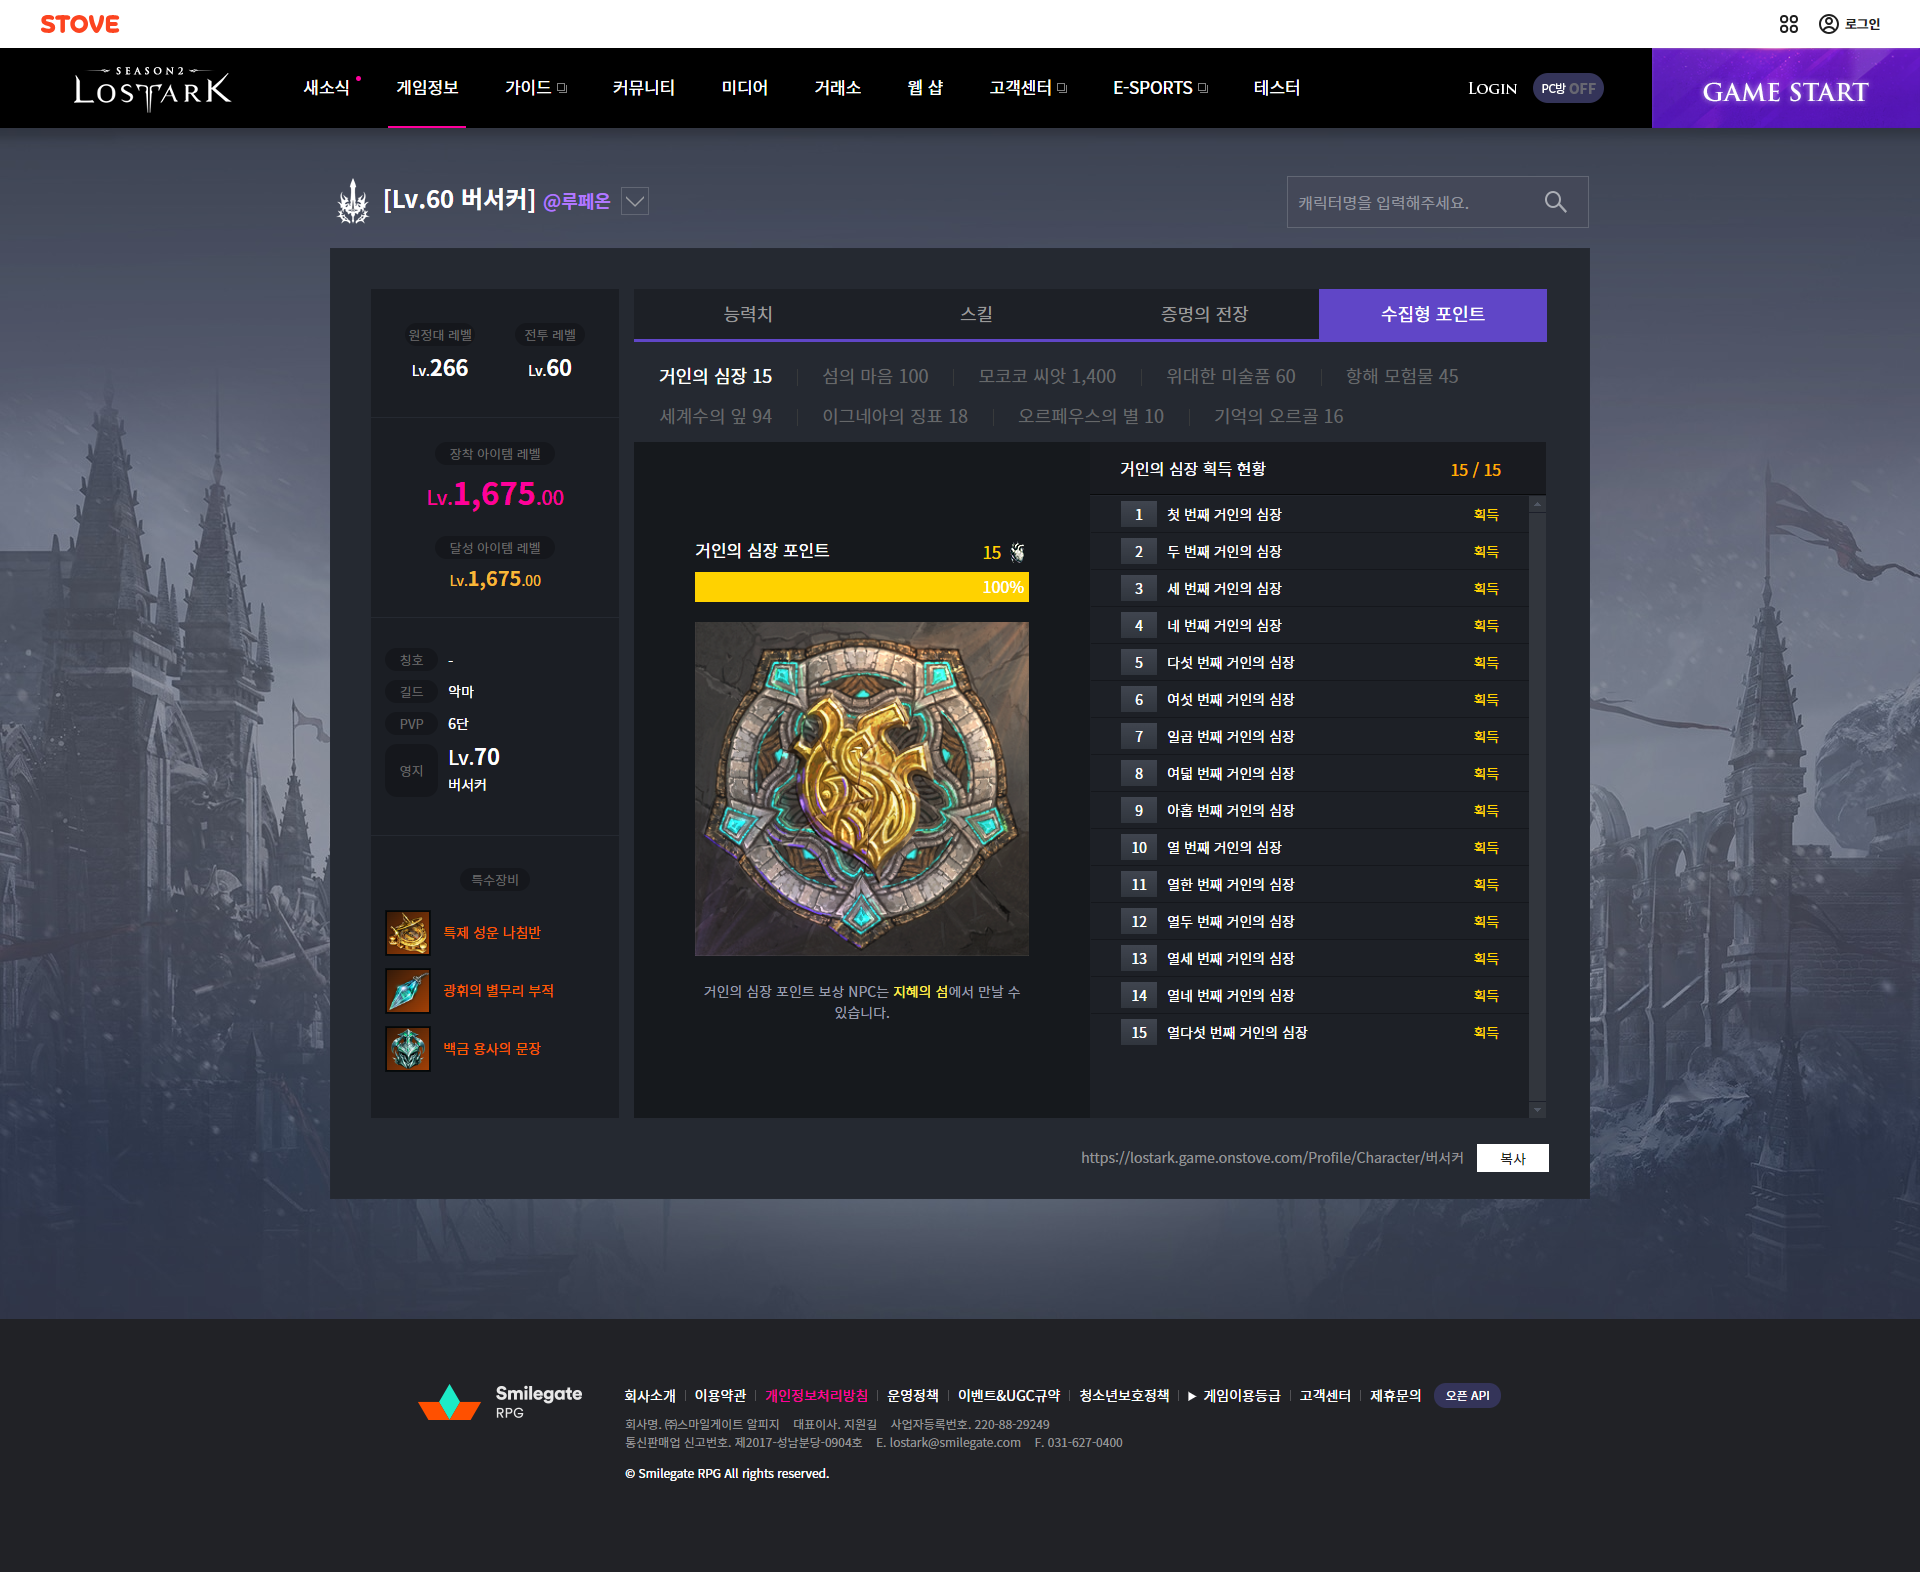 STOVE
로그인
SEASON2
LOSTARK
새소식 게임정보 가이드 커뮤니티 미디어 거래소 웹 샵 고객센터 E-SPORTS 테스터
LOGIN PC방 OFF GAME START
[Lv.60 버서커] @루페온
캐릭터명을 입력해주세요.
원정대 레벨 전투 레벨
Lv.266 Lv.60
장착 아이템 레벨
Lv.1,675.00
달성 아이템 레벨
Lv.1,675.00
칭호 -
길드 악마
PVP 6단
영지 Lv.70
버서커
특수장비
특제 성운 나침반
광휘의 별무리 부적
백금 용사의 문장
능력치 스킬 증명의 전장 수집형 포인트
거인의 심장 15 섬의 마음 100 모코코 씨앗 1,400 위대한 미술품 60 항해 모험물 45
세계수의 잎 94 이그네아의 징표 18 오르페우스의 별 10 기억의 오르골 16
거인의 심장 포인트 15
100%
거인의 심장 포인트 보상 NPC는 지혜의 섬에서 만날 수
있습니다.
거인의 심장 획득 현황 15 / 15
1 첫 번째 거인의 심장 획득
2 두 번째 거인의 심장 획득
3 세 번째 거인의 심장 획득
4 네 번째 거인의 심장 획득
5 다섯 번째 거인의 심장 획득
6 여섯 번째 거인의 심장 획득
7 일곱 번째 거인의 심장 획득
8 여덟 번째 거인의 심장 획득
9 아홉 번째 거인의 심장 획득
10 열 번째 거인의 심장 획득
11 열한 번째 거인의 심장 획득
12 열두 번째 거인의 심장 획득
13 열세 번째 거인의 심장 획득
14 열네 번째 거인의 심장 획득
15 열다섯 번째 거인의 심장 획득
https://lostark.game.onstove.com/Profile/Character/버서커 복사
Smilegate
RPG
회사소개 이용약관 개인정보처리방침 운영정책 이벤트&UGC규약 청소년보호정책 ▶ 게임이용등급 고객센터 제휴문의 오픈 API
회사명. ㈜스마일게이트 알피지 대표이사. 지원길 사업자등록번호. 220-88-29249
통신판매업 신고번호. 제2017-성남분당-0904호 E. lostark@smilegate.com F. 031-627-0400
© Smilegate RPG All rights reserved.